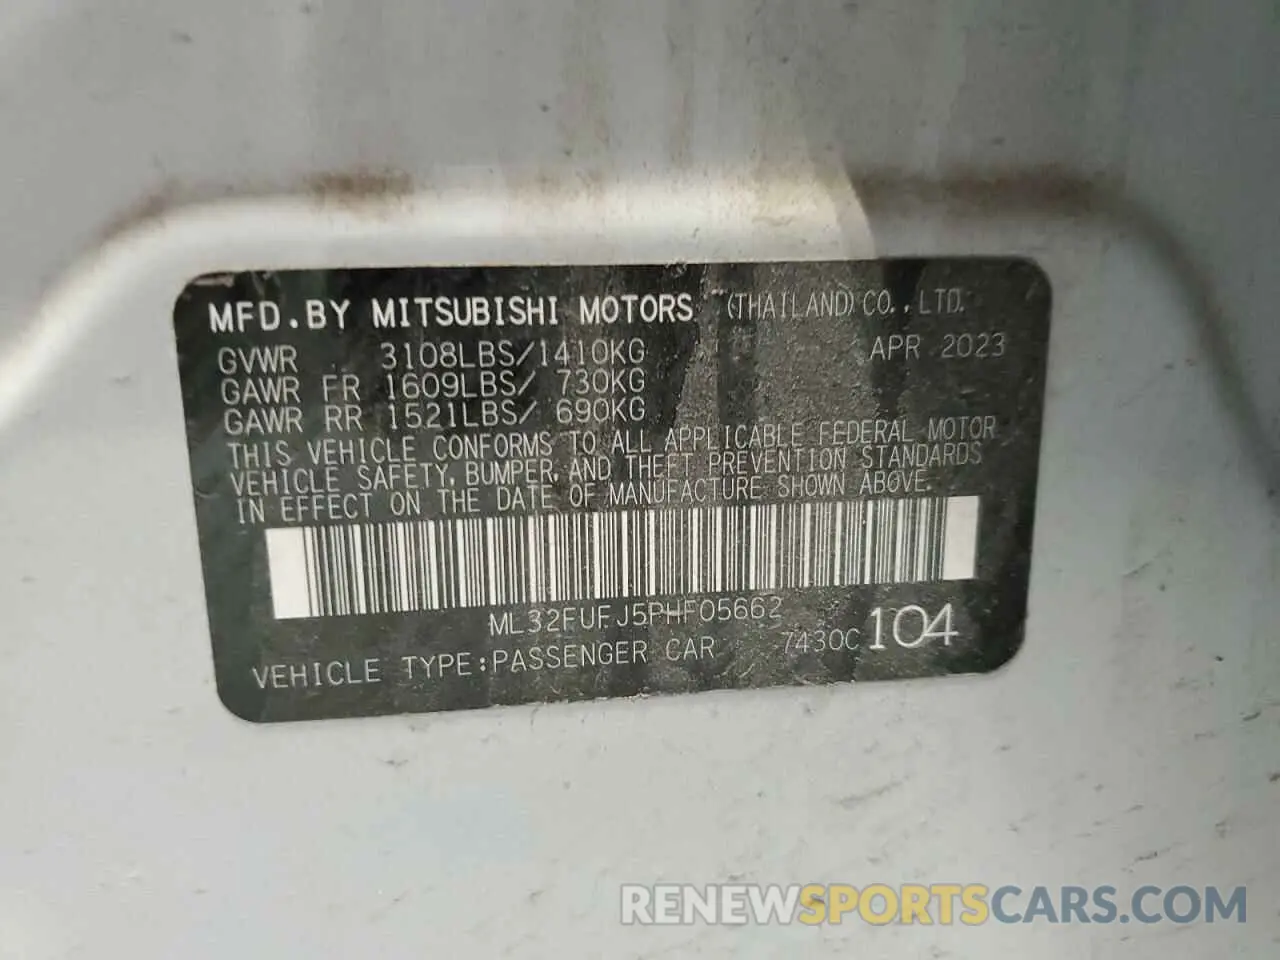 MFD.BY MITSUBISHI MOTORS (THAILAND) CO.,LTD.
GVWR 3108LBS/1410KG APR 2023
GAWR FR 1609LBS/ 730KG
GAWR RR 1521LBS/ 690KG
THIS VEHICLE CONFORMS TO ALL APPLICABLE FEDERAL MOTOR
VEHICLE SAFETY, BUMPER, AND THEFT PREVENTION STANDARDS
IN EFFECT ON THE DATE OF MANUFACTURE SHOWN ABOVE.
ML32FUFJ5PHF05662
VEHICLE TYPE:PASSENGER CAR 7430C 104
RENEWSPORTSCARS.COM